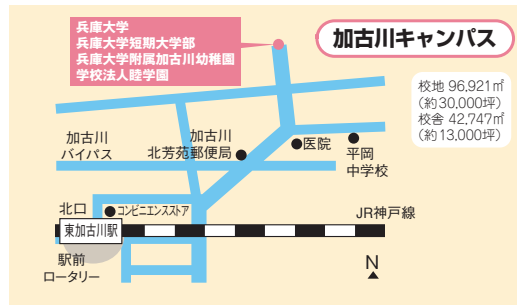 兵庫大学
兵庫大学短期大学部
兵庫大学附属加古川幼稚園
学校法人睦学園
加古川キャンパス
校地 96,921㎡
(約30,000坪)
校舎 42,747㎡
(約13,000坪)
加古川
バイパス
加古川
北芳苑郵便局
医院
平岡
中学校
北口
コンビニエンスストア
JR神戸線
東加古川駅
駅前
ロータリー
N